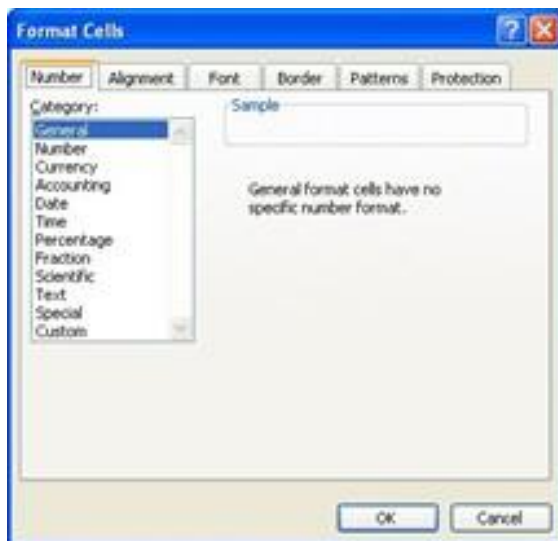 Format Cells
Number Alignment Font Border Patterns Protection
Category:
General
Number
Currency
Accounting
Date
Time
Percentage
Fraction
Scientific
Text
Special
Custom
Sample
General format cells have no
specific number format.
OK Cancel